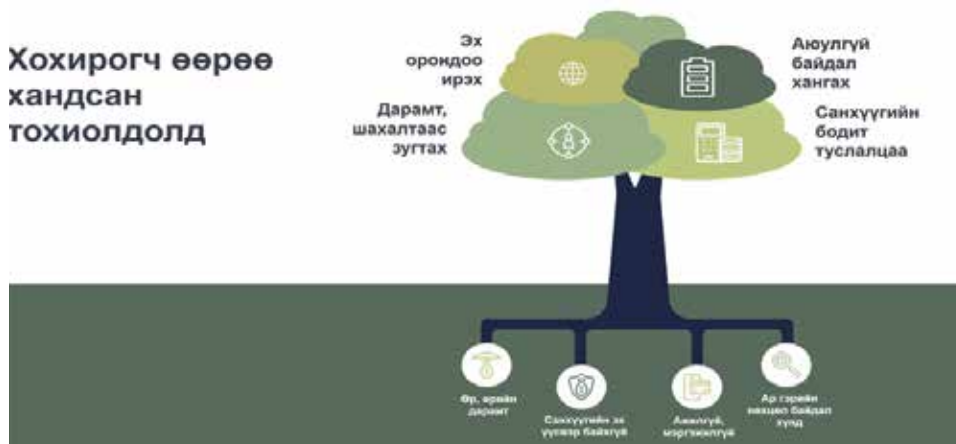 Хохирогч өөрөө
хандсан
тохиолдолд
Эх
орондоо
ирэх
Дарамт,
шахалтаас
зугтах
Аюулгүй
байдал
хангах
Санхүүгийн
бодит
туслалцаа
Өр, өрийн
дарамт
Санхүүгийн эх
үүсвэр байхгүй
Ажилгүй,
мэргэжилгүй
Ар гэрийн
нөхцөл байдал
хүнд